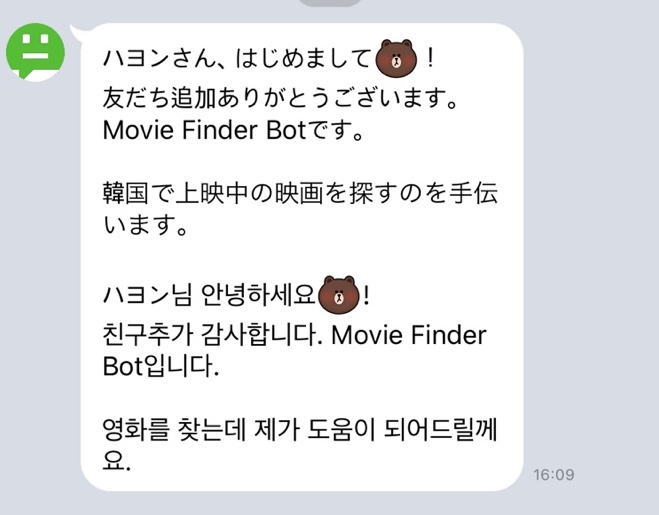 ハヨンさん、はじめまして！
友だち追加ありがとうございます。
Movie Finder Botです。
韓国で上映中の映画を探すのを手伝
います。
ハヨン님 안녕하세요!
친구추가 감사합니다. Movie Finder
Bot입니다.
영화를 찾는데 제가 도움이 되어드릴께
요.
16:09